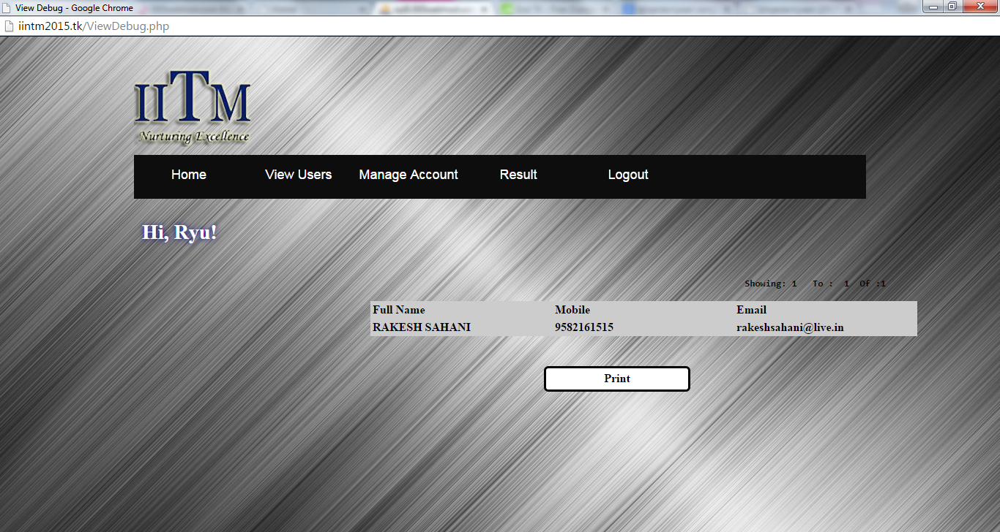 View Debug - Google Chrome
iintm2015.tk/ViewDebug.php
IITM
Nurturing Excellence
Home View Users Manage Account Result Logout
Hi, Ryu!
Showing: 1 To : 1 Of :1
Full Name Mobile Email
RAKESH SAHANI 9582161515 rakeshsahani@live.in
Print